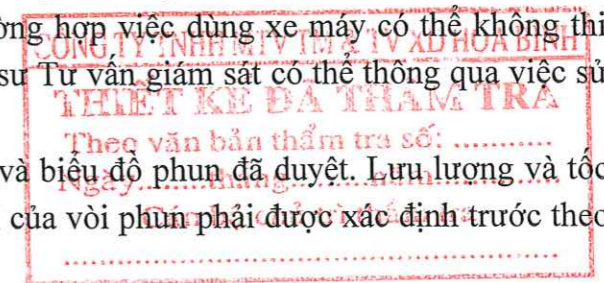 ờng hợp việc dùng xe máy có thể không thi
CÔNG TY TNHH MTV TM & TV XD HÒA BÌNH
sư Tư vấn giám sát có thể thông qua việc sử
THIẾT KẾ ĐÃ THẨM TRA
Theo văn bản thẩm tra số: ...........
và biểu đồ phun đã duyệt. Lưu lượng và tốc
Ngày.........tháng.........năm.........
của vòi phun phải được xác định trước theo